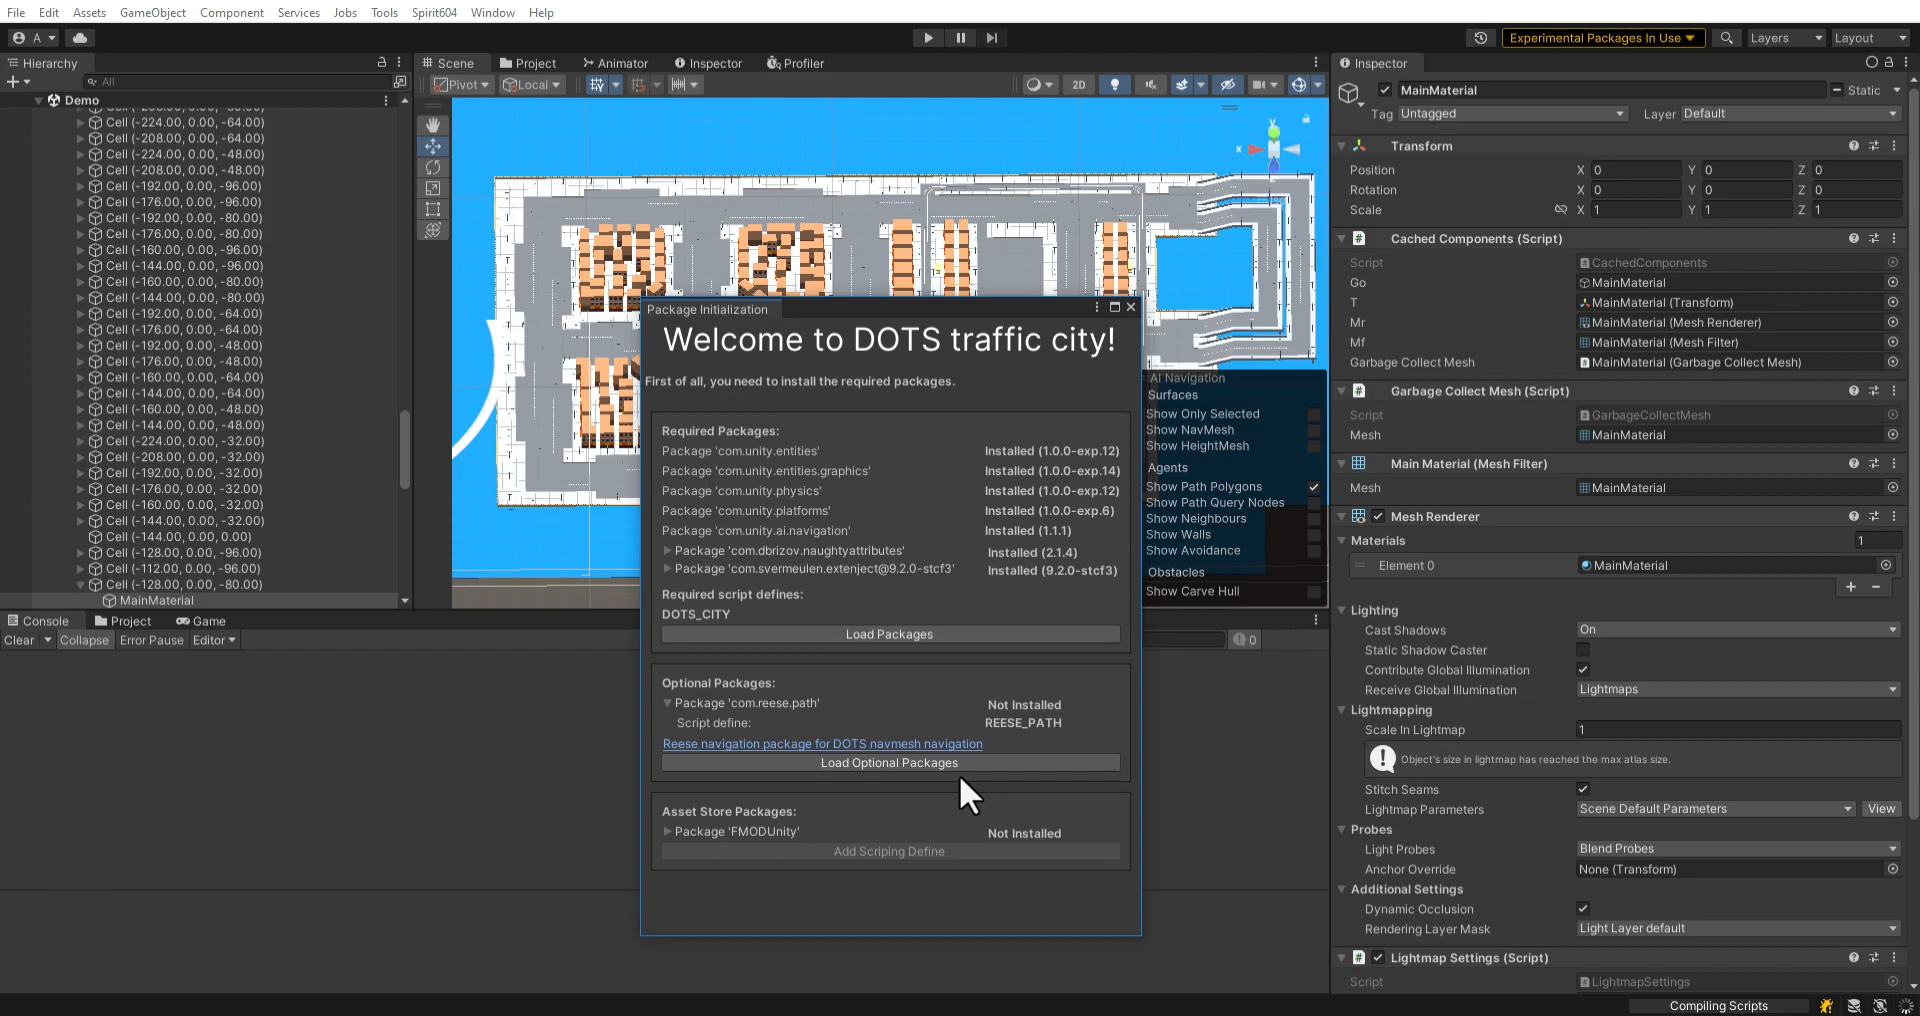 File Edit Assets GameObject Component Services Jobs Tools Spirit604 Window Help
A
Experimental Packages In Use
Layers
Layout
Hierarchy
Scene Project Animator Inspector Profiler
All
Pivot Local
2D
Demo
Cell (-224.00, 0.00, -64.00)
Cell (-208.00, 0.00, -64.00)
Cell (-224.00, 0.00, -48.00)
Cell (-208.00, 0.00, -48.00)
Cell (-192.00, 0.00, -96.00)
Cell (-176.00, 0.00, -96.00)
Cell (-192.00, 0.00, -80.00)
Cell (-176.00, 0.00, -80.00)
Cell (-160.00, 0.00, -96.00)
Cell (-144.00, 0.00, -96.00)
Cell (-160.00, 0.00, -80.00)
Cell (-144.00, 0.00, -80.00)
Cell (-192.00, 0.00, -64.00)
Cell (-176.00, 0.00, -64.00)
Cell (-192.00, 0.00, -48.00)
Cell (-176.00, 0.00, -48.00)
Cell (-160.00, 0.00, -64.00)
Cell (-144.00, 0.00, -64.00)
Cell (-160.00, 0.00, -48.00)
Cell (-144.00, 0.00, -48.00)
Cell (-224.00, 0.00, -32.00)
Cell (-208.00, 0.00, -32.00)
Cell (-192.00, 0.00, -32.00)
Cell (-176.00, 0.00, -32.00)
Cell (-160.00, 0.00, -32.00)
Cell (-144.00, 0.00, -32.00)
Cell (-144.00, 0.00, 0.00)
Cell (-128.00, 0.00, -96.00)
Cell (-112.00, 0.00, -96.00)
Cell (-128.00, 0.00, -80.00)
MainMaterial
y
x
Package Initialization
Welcome to DOTS traffic city!
First of all, you need to install the required packages.
Required Packages:
Package 'com.unity.entities' Installed (1.0.0-exp.12)
Package 'com.unity.entities.graphics' Installed (1.0.0-exp.14)
Package 'com.unity.physics' Installed (1.0.0-exp.12)
Package 'com.unity.platforms' Installed (1.0.0-exp.6)
Package 'com.unity.ai.navigation' Installed (1.1.1)
Package 'com.dbrizov.naughtyattributes' Installed (2.1.4)
Package 'com.svermeulen.extenject@9.2.0-stcf3' Installed (9.2.0-stcf3)
Required script defines:
DOTS_CITY
Load Packages
Optional Packages:
Package 'com.reese.path' Not Installed
Script define: REESE_PATH
Reese navigation package for DOTS navmesh navigation
Load Optional Packages
Asset Store Packages:
Package 'FMODUnity' Not Installed
Add Scriping Define
AI Navigation
Surfaces
Show Only Selected
Show NavMesh
Show HeightMesh
Agents
Show Path Polygons
Show Path Query Nodes
Show Neighbours
Show Walls
Show Avoidance
Obstacles
Show Carve Hull
Console Project Game
Clear Collapse Error Pause Editor
0
Inspector
MainMaterial
Static
Tag Untagged Layer Default
Transform
Position X 0 Y 0 Z 0
Rotation X 0 Y 0 Z 0
Scale X 1 Y 1 Z 1
Cached Components (Script)
Script CachedComponents
Go MainMaterial
T MainMaterial (Transform)
Mr MainMaterial (Mesh Renderer)
Mf MainMaterial (Mesh Filter)
Garbage Collect Mesh MainMaterial (Garbage Collect Mesh)
Garbage Collect Mesh (Script)
Script GarbageCollectMesh
Mesh MainMaterial
Main Material (Mesh Filter)
Mesh MainMaterial
Mesh Renderer
Materials 1
Element 0 MainMaterial
Lighting
Cast Shadows On
Static Shadow Caster
Contribute Global Illumination
Receive Global Illumination Lightmaps
Lightmapping
Scale In Lightmap 1
Object's size in lightmap has reached the max atlas size.
Stitch Seams
Lightmap Parameters Scene Default Parameters View
Probes
Light Probes Blend Probes
Anchor Override None (Transform)
Additional Settings
Dynamic Occlusion
Rendering Layer Mask Light Layer default
Lightmap Settings (Script)
Script LightmapSettings
Compiling Scripts